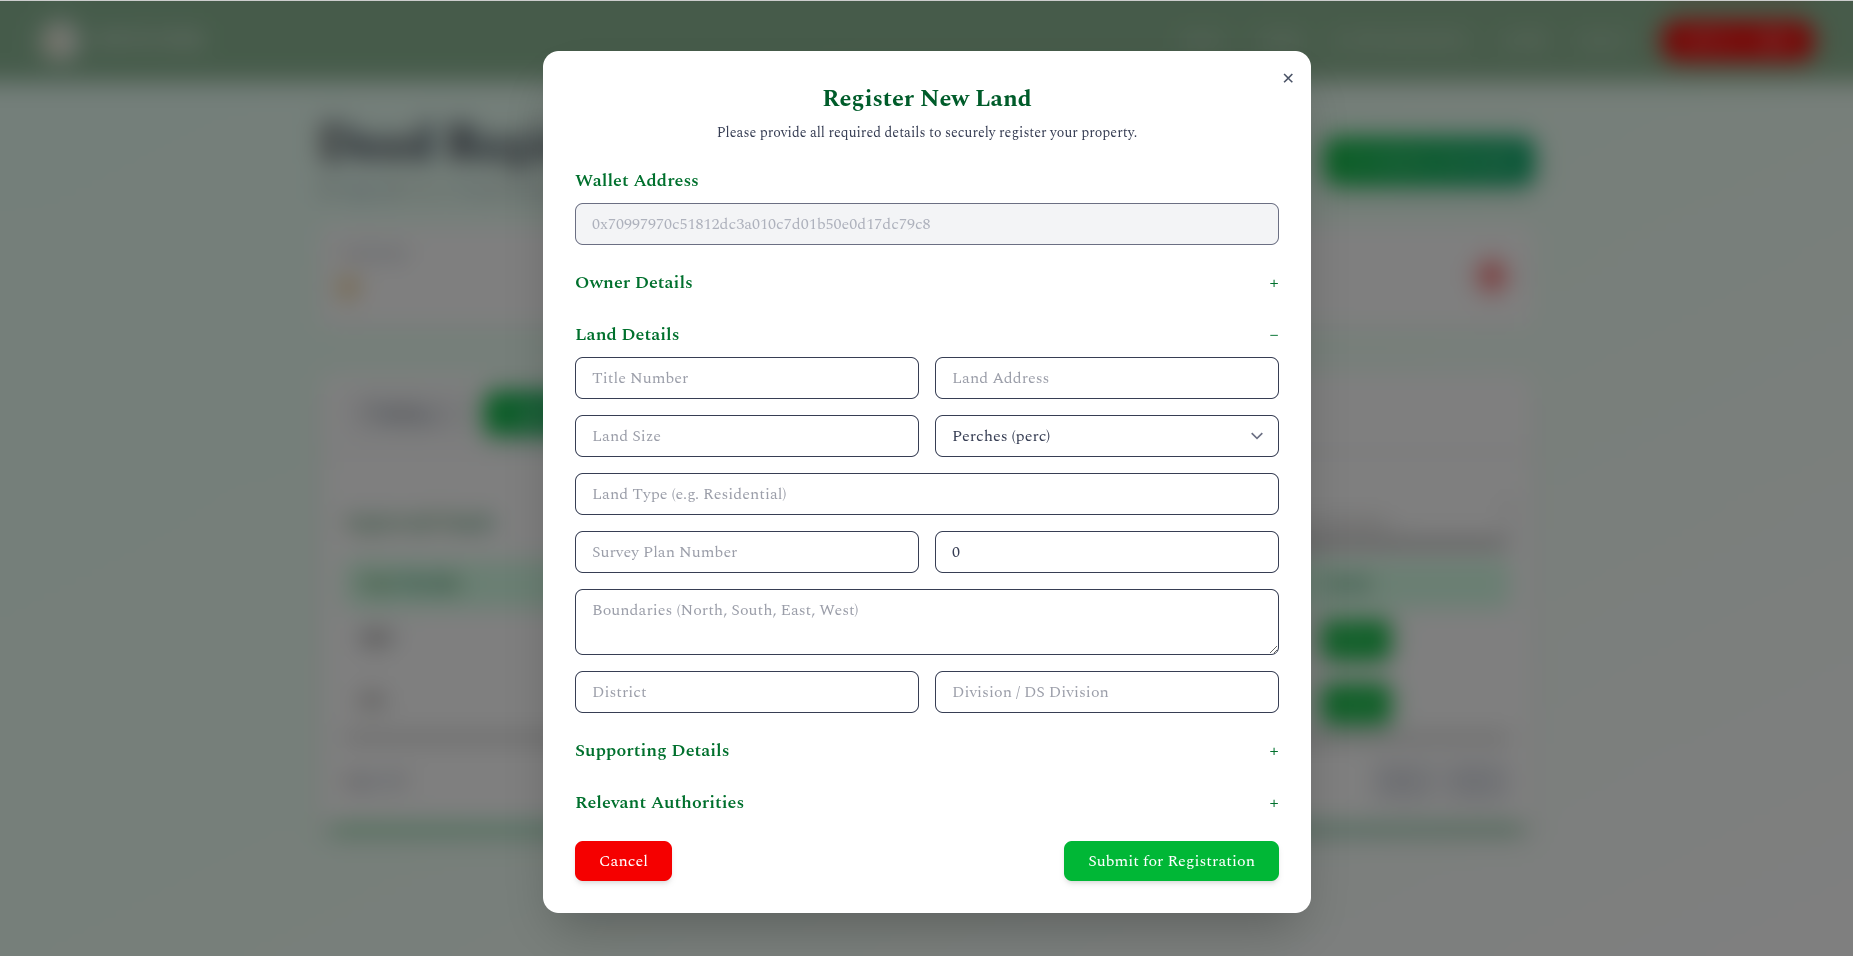 Register New Land
Please provide all required details to securely register your property.
Wallet Address
0x70997970c51812dc3a010c7d01b50e0d17dc79c8
Owner Details
Land Details
Title Number
Land Address
Land Size
Perches (perc)
Land Type (e.g. Residential)
Survey Plan Number
0
Boundaries (North, South, East, West)
District
Division / DS Division
Supporting Details
Relevant Authorities
Cancel
Submit for Registration